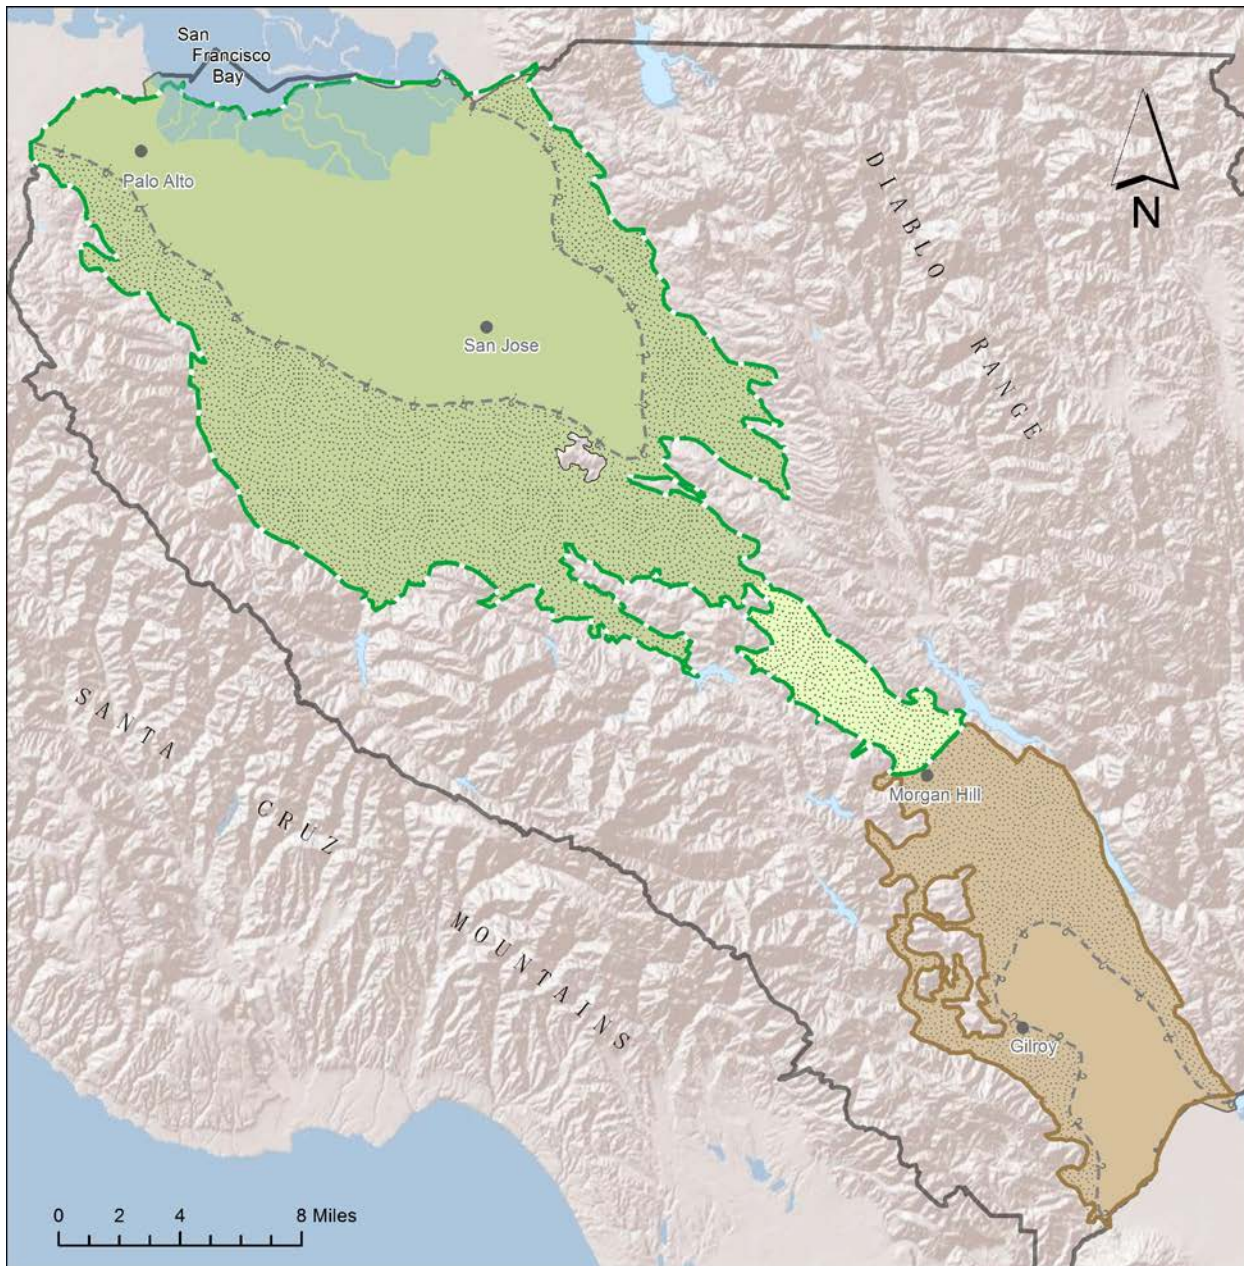 San
Francisco
Bay
N
Palo Alto
DIABLO
RANGE
San Jose
SANTA
CRUZ
MOUNTAINS
Morgan Hill
Gilroy
0 2 4 8 Miles